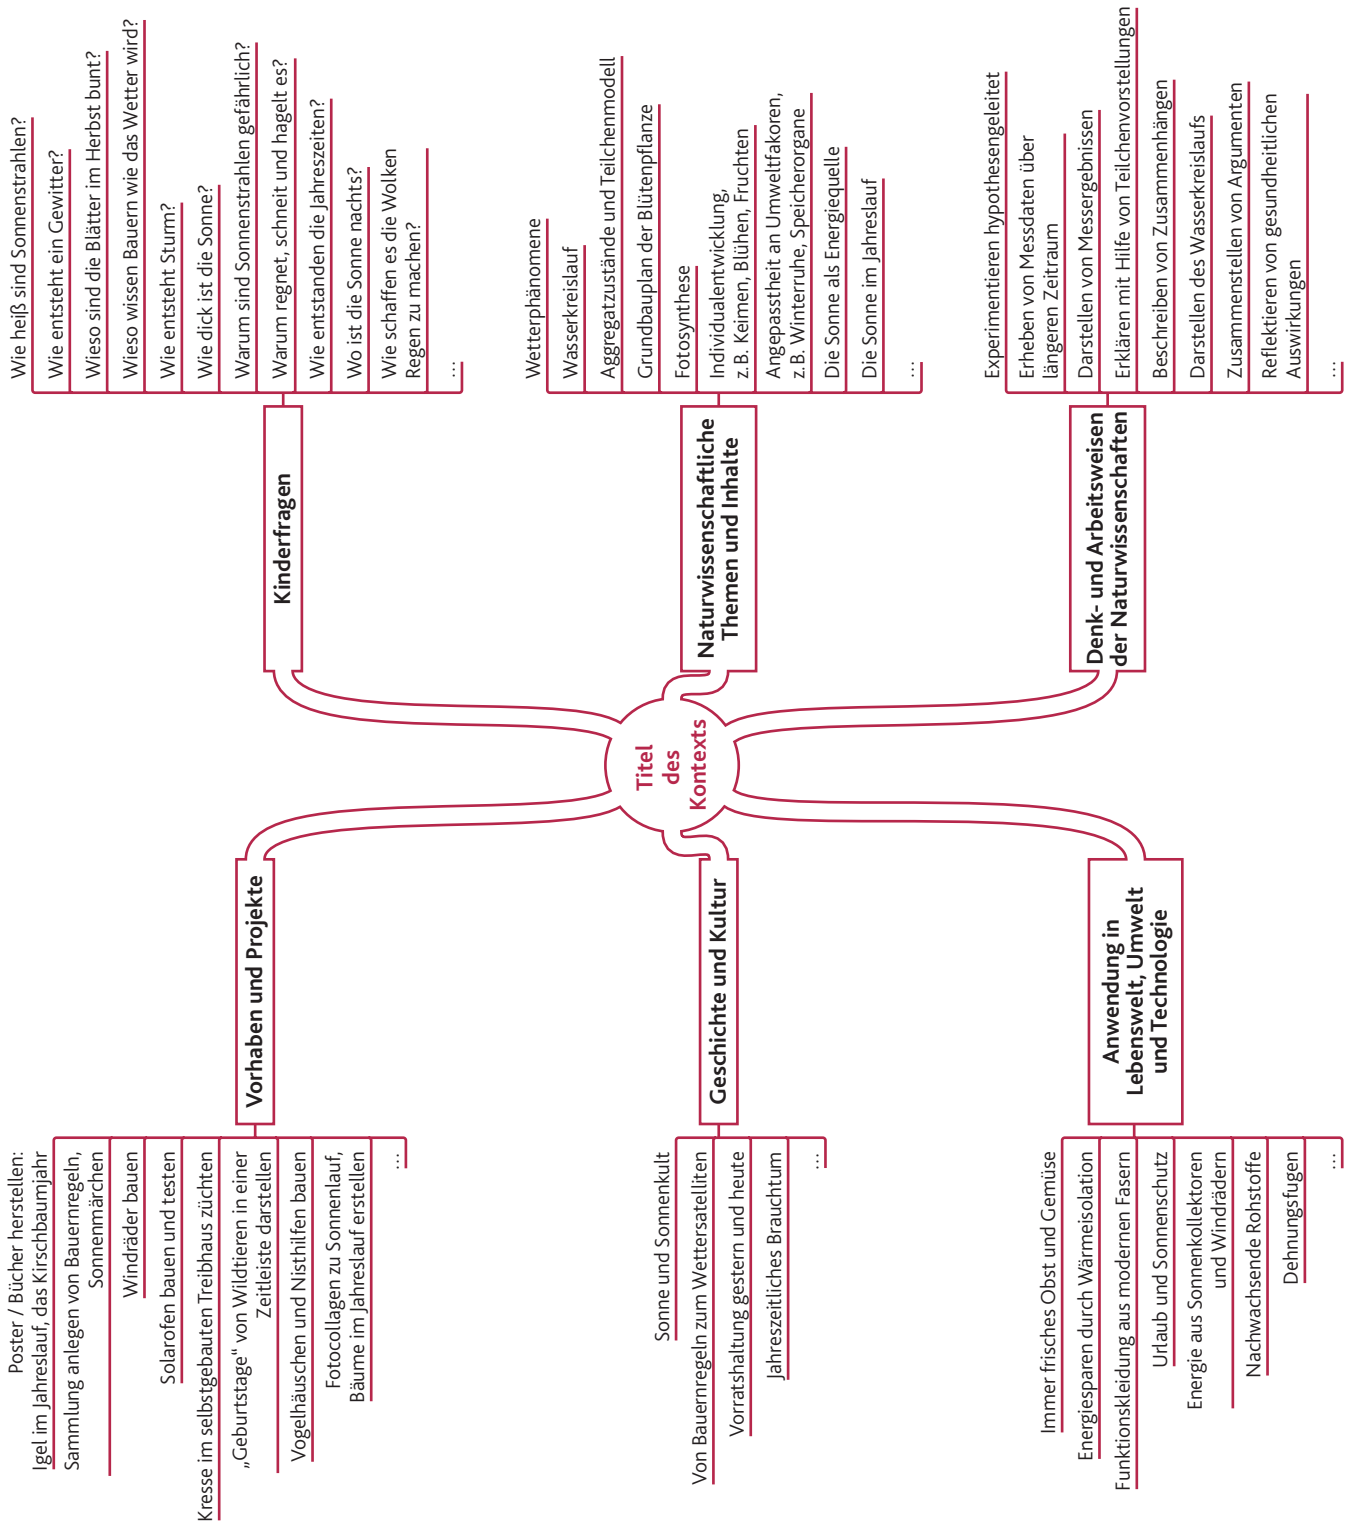 Titel
des
Kontexts
Kinderfragen
Wie heiß sind Sonnenstrahlen?
Wie entsteht ein Gewitter?
Wieso sind die Blätter im Herbst bunt?
Wieso wissen Bauern wie das Wetter wird?
Wie entsteht Sturm?
Wie dick ist die Sonne?
Warum sind Sonnenstrahlen gefährlich?
Warum regnet, schneit und hagelt es?
Wie entstanden die Jahreszeiten?
Wo ist die Sonne nachts?
Wie schaffen es die Wolken
Regen zu machen?
...
Naturwissenschaftliche
Themen und Inhalte
Wetterphänomene
Wasserkreislauf
Aggregatzustände und Teilchenmodell
Grundbauplan der Blütenpflanze
Fotosynthese
Individualentwicklung,
z.B. Keimen, Blühen, Fruchten
Angepasstheit an Umweltfakoren,
z.B. Winterruhe, Speicherorgane
Die Sonne als Energiequelle
Die Sonne im Jahreslauf
...
Denk- und Arbeitsweisen
der Naturwissenschaften
Experimentieren hypothesengeleitet
Erheben von Messdaten über
längeren Zeitraum
Darstellen von Messergebnissen
Erklären mit Hilfe von Teilchenvorstellungen
Beschreiben von Zusammenhängen
Darstellen des Wasserkreislaufs
Zusammenstellen von Argumenten
Reflektieren von gesundheitlichen
Auswirkungen
...
Vorhaben und Projekte
Poster / Bücher herstellen:
Igel im Jahreslauf, das Kirschbaumjahr
Sammlung anlegen von Bauernregeln,
Sonnenmärchen
Windräder bauen
Solarofen bauen und testen
Kresse im selbstgebauten Treibhaus züchten
„Geburtstage“ von Wildtieren in einer
Zeitleiste darstellen
Vogelhäuschen und Nisthilfen bauen
Fotocollagen zu Sonnenlauf,
Bäume im Jahreslauf erstellen
...
Geschichte und Kultur
Sonne und Sonnenkult
Von Bauernregeln zum Wettersatelliten
Vorratshaltung gestern und heute
Jahreszeitliches Brauchtum
...
Anwendung in
Lebenswelt, Umwelt
und Technologie
Immer frisches Obst und Gemüse
Energiesparen durch Wärmeisolation
Funktionskleidung aus modernen Fasern
Urlaub und Sonnenschutz
Energie aus Sonnenkollektoren
und Windrädern
Nachwachsende Rohstoffe
Dehnungsfugen
...